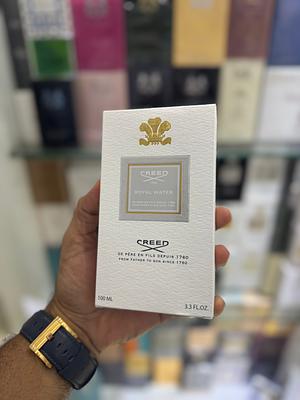 CREED
ROYAL WATER
CREED
DE PÈRE EN FILS DEPUIS 1760
FROM FATHER TO SON SINCE 1760
100 ML
3.3 FL.OZ.